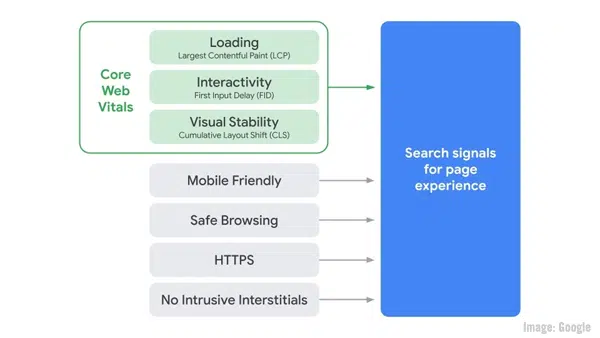 Core
Web
Vitals
Loading
Largest Contentful Paint (LCP)
Interactivity
First Input Delay (FID)
Visual Stability
Cumulative Layout Shift (CLS)
Mobile Friendly
Safe Browsing
HTTPS
No Intrusive Interstitials
Search signals
for page
experience
Image: Google